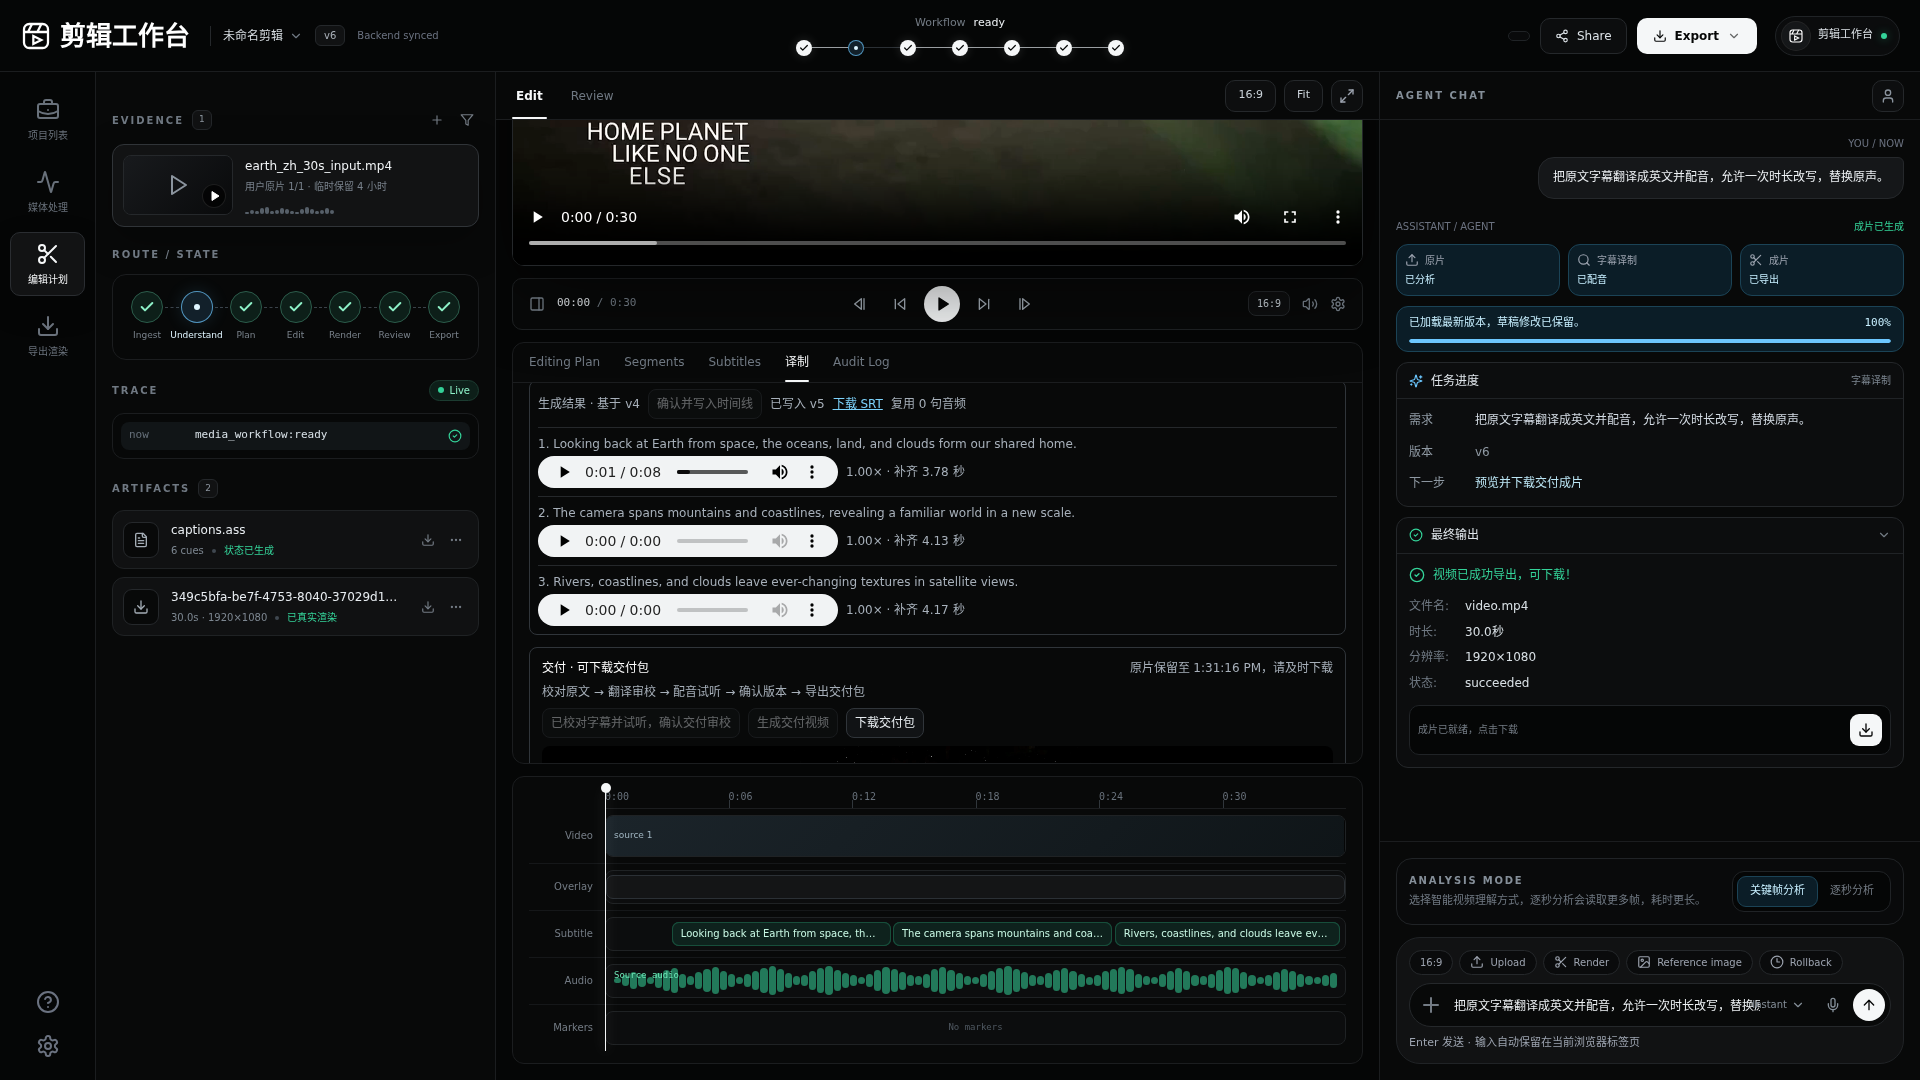 剪辑工作台
未命名剪辑
v6
Backend synced
Workflow ready
Share
Export
剪辑工作台
项目列表
媒体处理
编辑计划
导出渲染
EVIDENCE 1
earth_zh_30s_input.mp4
用户原片 1/1 · 临时保留 4 小时
ROUTE / STATE
Ingest Understand Plan Edit Render Review Export
TRACE
Live
now media_workflow:ready
ARTIFACTS 2
captions.ass
6 cues • 状态已生成
349c5bfa-be7f-4753-8040-37029d1...
30.0s · 1920×1080 • 已真实渲染
Edit Review
16:9 Fit
HOME PLANET
LIKE NO ONE
ELSE
0:00 / 0:30
00:00 / 0:30
16:9
Editing Plan Segments Subtitles 译制 Audit Log
生成结果 · 基于 v4 确认并写入时间线 已写入 v5 下载 SRT 复用 0 句音频
1. Looking back at Earth from space, the oceans, land, and clouds form our shared home.
0:01 / 0:08 1.00× · 补齐 3.78 秒
2. The camera spans mountains and coastlines, revealing a familiar world in a new scale.
0:00 / 0:00 1.00× · 补齐 4.13 秒
3. Rivers, coastlines, and clouds leave ever-changing textures in satellite views.
0:00 / 0:00 1.00× · 补齐 4.17 秒
交付 · 可下载交付包 原片保留至 1:31:16 PM，请及时下载
校对原文 → 翻译审校 → 配音试听 → 确认版本 → 导出交付包
已校对字幕并试听，确认交付审校 生成交付视频 下载交付包
0:00 0:06 0:12 0:18 0:24 0:30
Video source 1
Overlay
Subtitle Looking back at Earth from space, th... The camera spans mountains and coa... Rivers, coastlines, and clouds leave ev...
Audio Source audio
Markers No markers
AGENT CHAT
YOU / NOW
把原文字幕翻译成英文并配音，允许一次时长改写，替换原声。
ASSISTANT / AGENT 成片已生成
原片 字幕译制 成片
已分析 已配音 已导出
已加载最新版本，草稿修改已保留。 100%
任务进度 字幕译制
需求 把原文字幕翻译成英文并配音，允许一次时长改写，替换原声。
版本 v6
下一步 预览并下载交付成片
最终输出
视频已成功导出，可下载！
文件名: video.mp4
时长: 30.0秒
分辨率: 1920×1080
状态: succeeded
成片已就绪，点击下载
ANALYSIS MODE
选择智能视频理解方式，逐秒分析会读取更多帧，耗时更长。
关键帧分析 逐秒分析
16:9 Upload Render Reference image Rollback
把原文字幕翻译成英文并配音，允许一次时长改写，替换
Enter 发送 · 输入自动保留在当前浏览器标签页